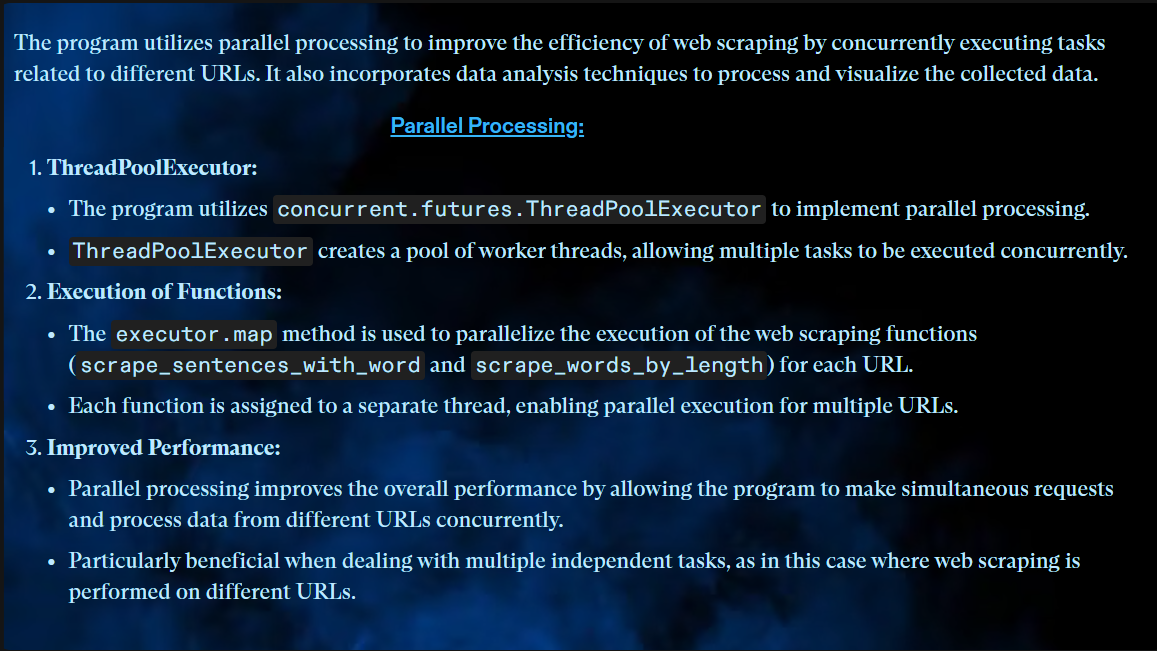 The program utilizes parallel processing to improve the efficiency of web scraping by concurrently executing tasks
related to different URLs. It also incorporates data analysis techniques to process and visualize the collected data.
Parallel Processing:
1. ThreadPoolExecutor:
• The program utilizes concurrent.futures.ThreadPoolExecutor to implement parallel processing.
• ThreadPoolExecutor creates a pool of worker threads, allowing multiple tasks to be executed concurrently.
2. Execution of Functions:
• The executor.map method is used to parallelize the execution of the web scraping functions
(scrape_sentences_with_word and scrape_words_by_length) for each URL.
• Each function is assigned to a separate thread, enabling parallel execution for multiple URLs.
3. Improved Performance:
• Parallel processing improves the overall performance by allowing the program to make simultaneous requests
and process data from different URLs concurrently.
• Particularly beneficial when dealing with multiple independent tasks, as in this case where web scraping is
performed on different URLs.